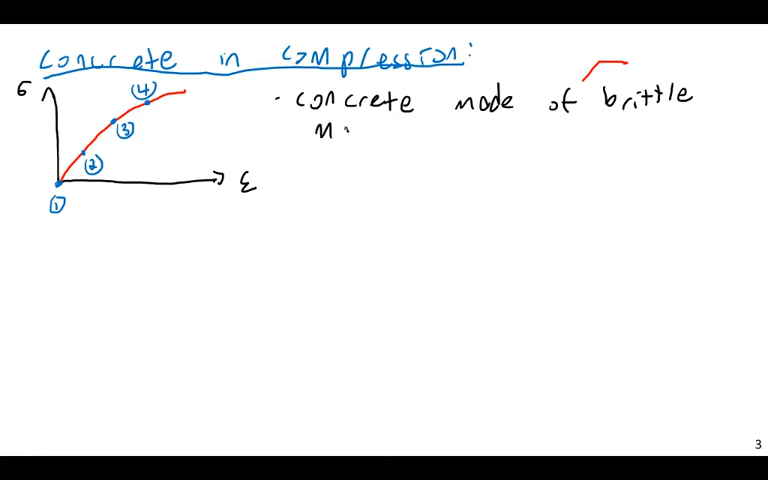 concrete in compression:
σ
(4)
(3)
(2)
(1)
ε
· concrete made of brittle
M
3